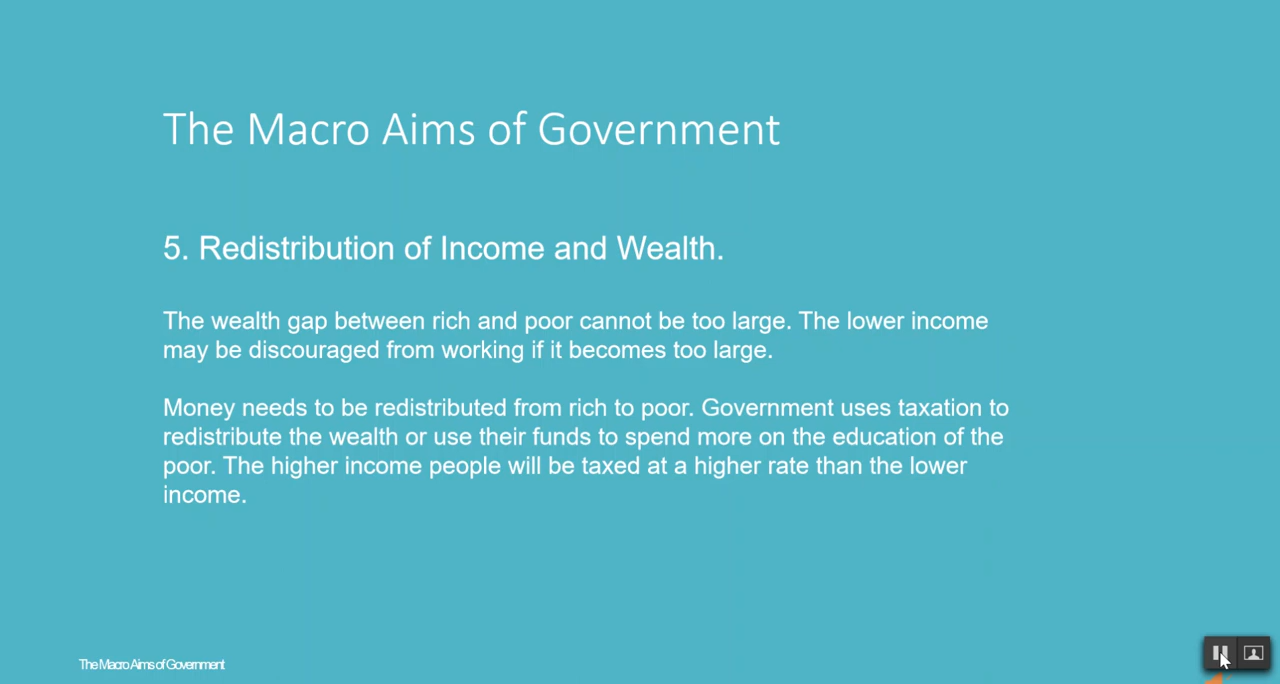 The Macro Aims of Government
5. Redistribution of Income and Wealth.
The wealth gap between rich and poor cannot be too large. The lower income
may be discouraged from working if it becomes too large.
Money needs to be redistributed from rich to poor. Government uses taxation to
redistribute the wealth or use their funds to spend more on the education of the
poor. The higher income people will be taxed at a higher rate than the lower
income.
The Macro Aims of Government